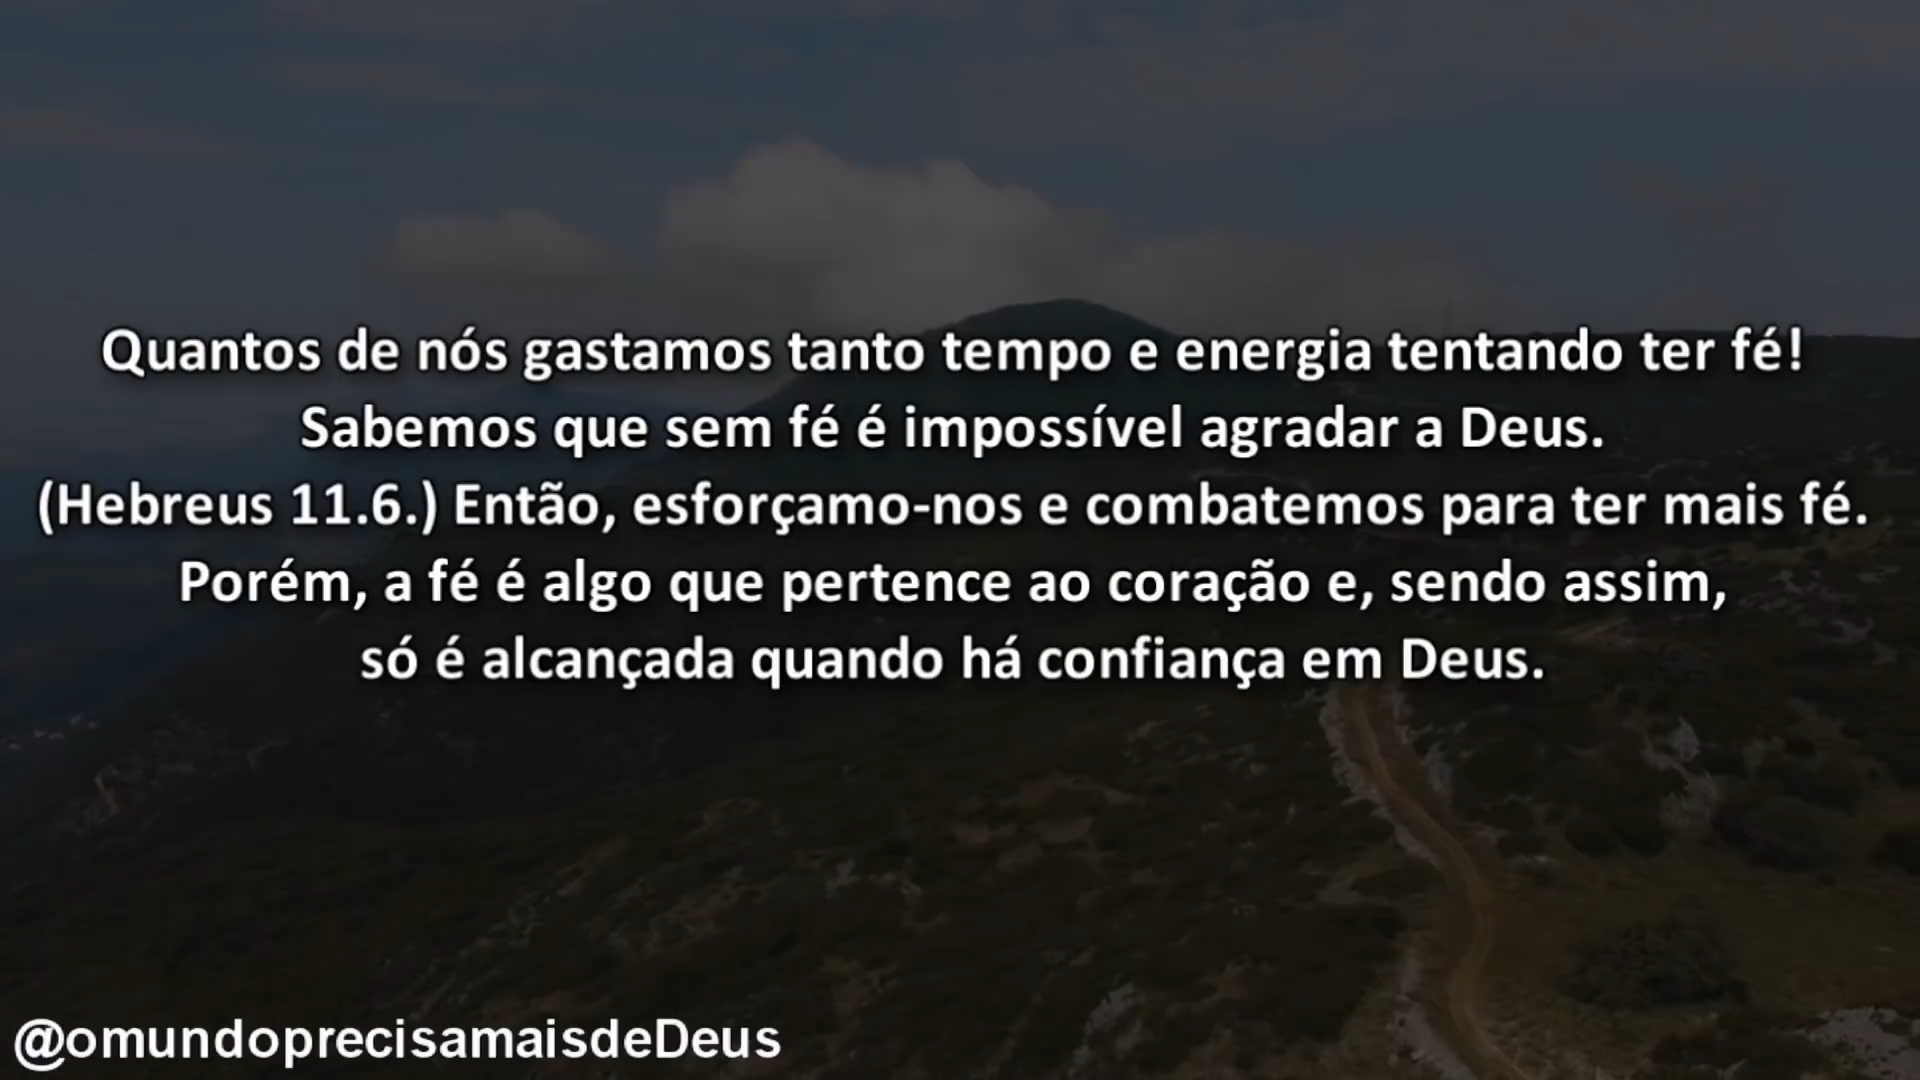 Quantos de nós gastamos tanto tempo e energia tentando ter fé!
Sabemos que sem fé é impossível agradar a Deus.
(Hebreus 11.6.) Então, esforçamo-nos e combatemos para ter mais fé.
Porém, a fé é algo que pertence ao coração e, sendo assim,
só é alcançada quando há confiança em Deus.
@omundoprecisamaisdeDeus